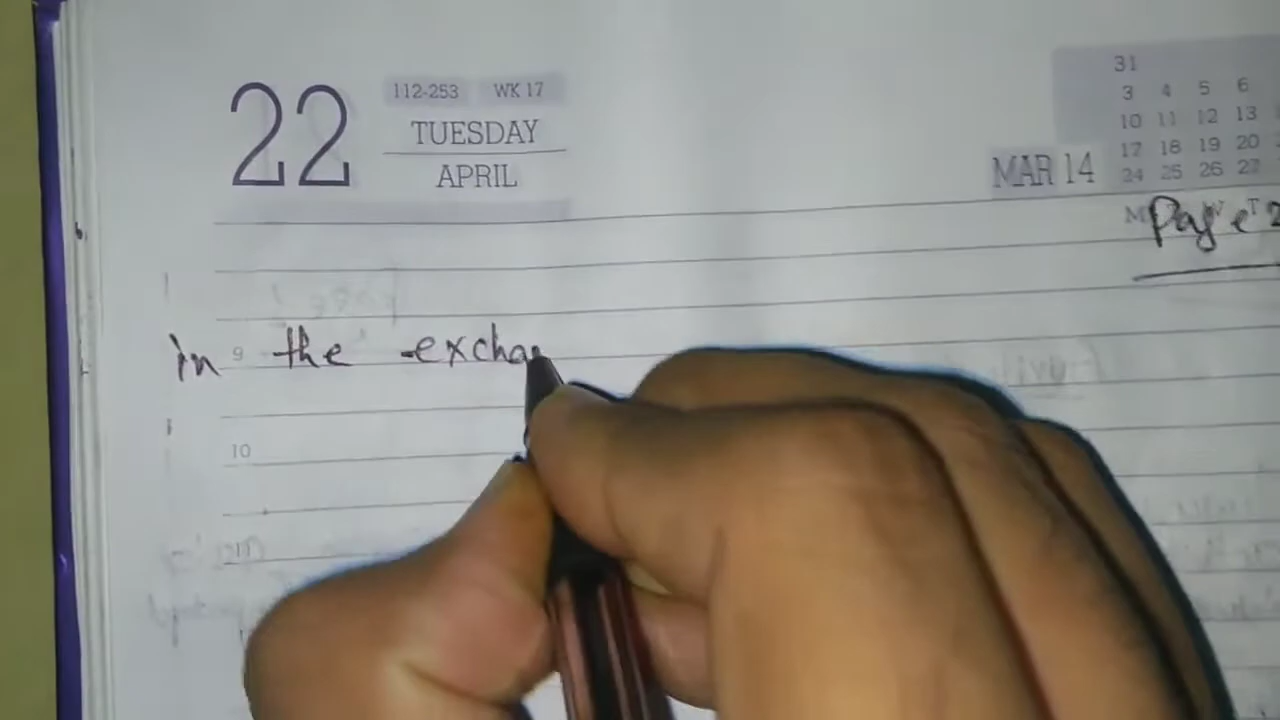 22
112-253 WK 17
TUESDAY
APRIL
MAR 14
31
3 4 5 6
10 11 12 13
17 18 19 20
24 25 26 27
Page 2
9
in the excha
10